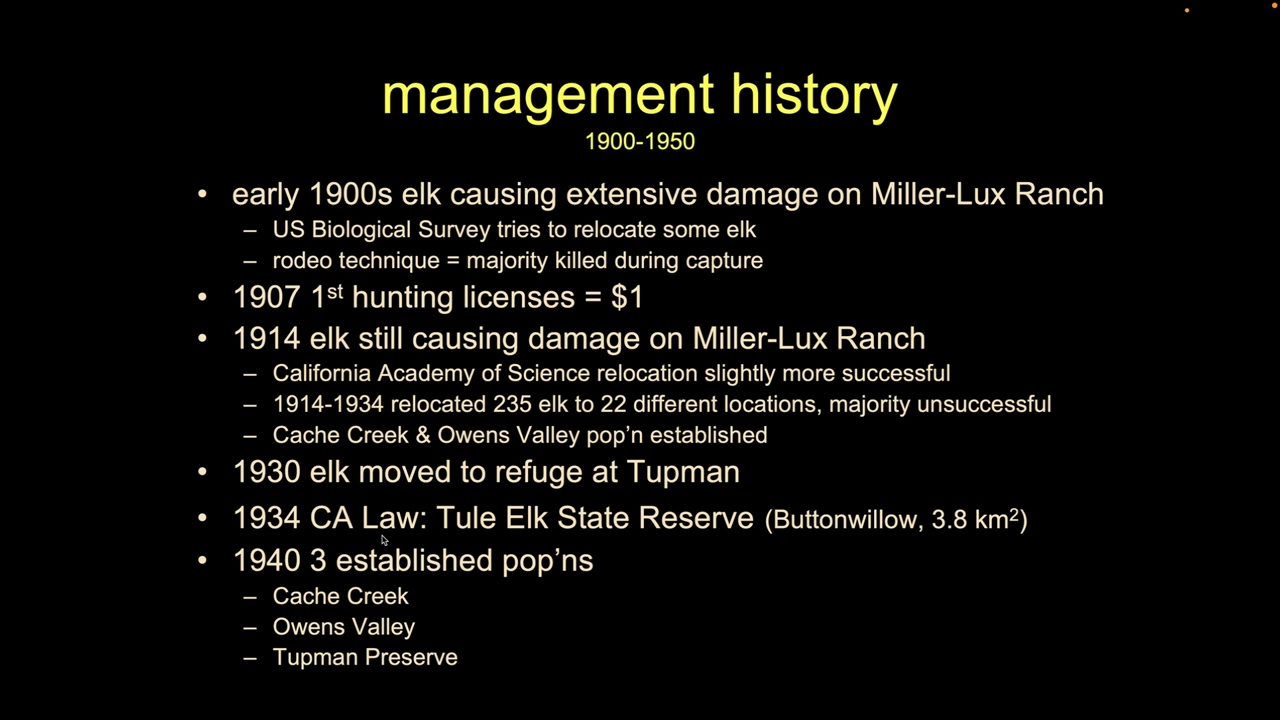 management history
1900-1950
• early 1900s elk causing extensive damage on Miller-Lux Ranch
– US Biological Survey tries to relocate some elk
– rodeo technique = majority killed during capture
• 1907 1st hunting licenses = $1
• 1914 elk still causing damage on Miller-Lux Ranch
– California Academy of Science relocation slightly more successful
– 1914-1934 relocated 235 elk to 22 different locations, majority unsuccessful
– Cache Creek & Owens Valley pop’n established
• 1930 elk moved to refuge at Tupman
• 1934 CA Law: Tule Elk State Reserve (Buttonwillow, 3.8 km²)
• 1940 3 established pop’ns
– Cache Creek
– Owens Valley
– Tupman Preserve